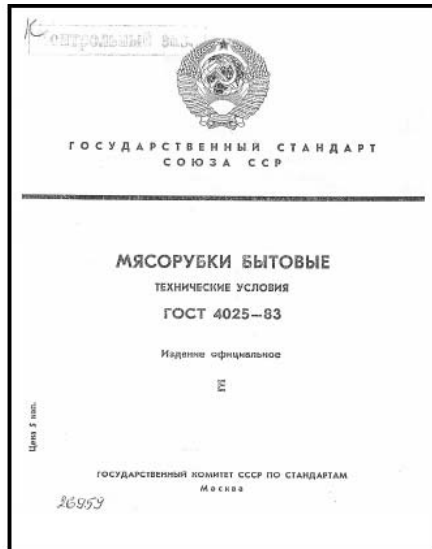 Контрольный экз.
ГОСУДАРСТВЕННЫЙ СТАНДАРТ
СОЮЗА ССР
МЯСОРУБКИ БЫТОВЫЕ
ТЕХНИЧЕСКИЕ УСЛОВИЯ
ГОСТ 4025—83
Издание официальное
Цена 5 коп.
ГОСУДАРСТВЕННЫЙ КОМИТЕТ СССР ПО СТАНДАРТАМ
Москва
26959